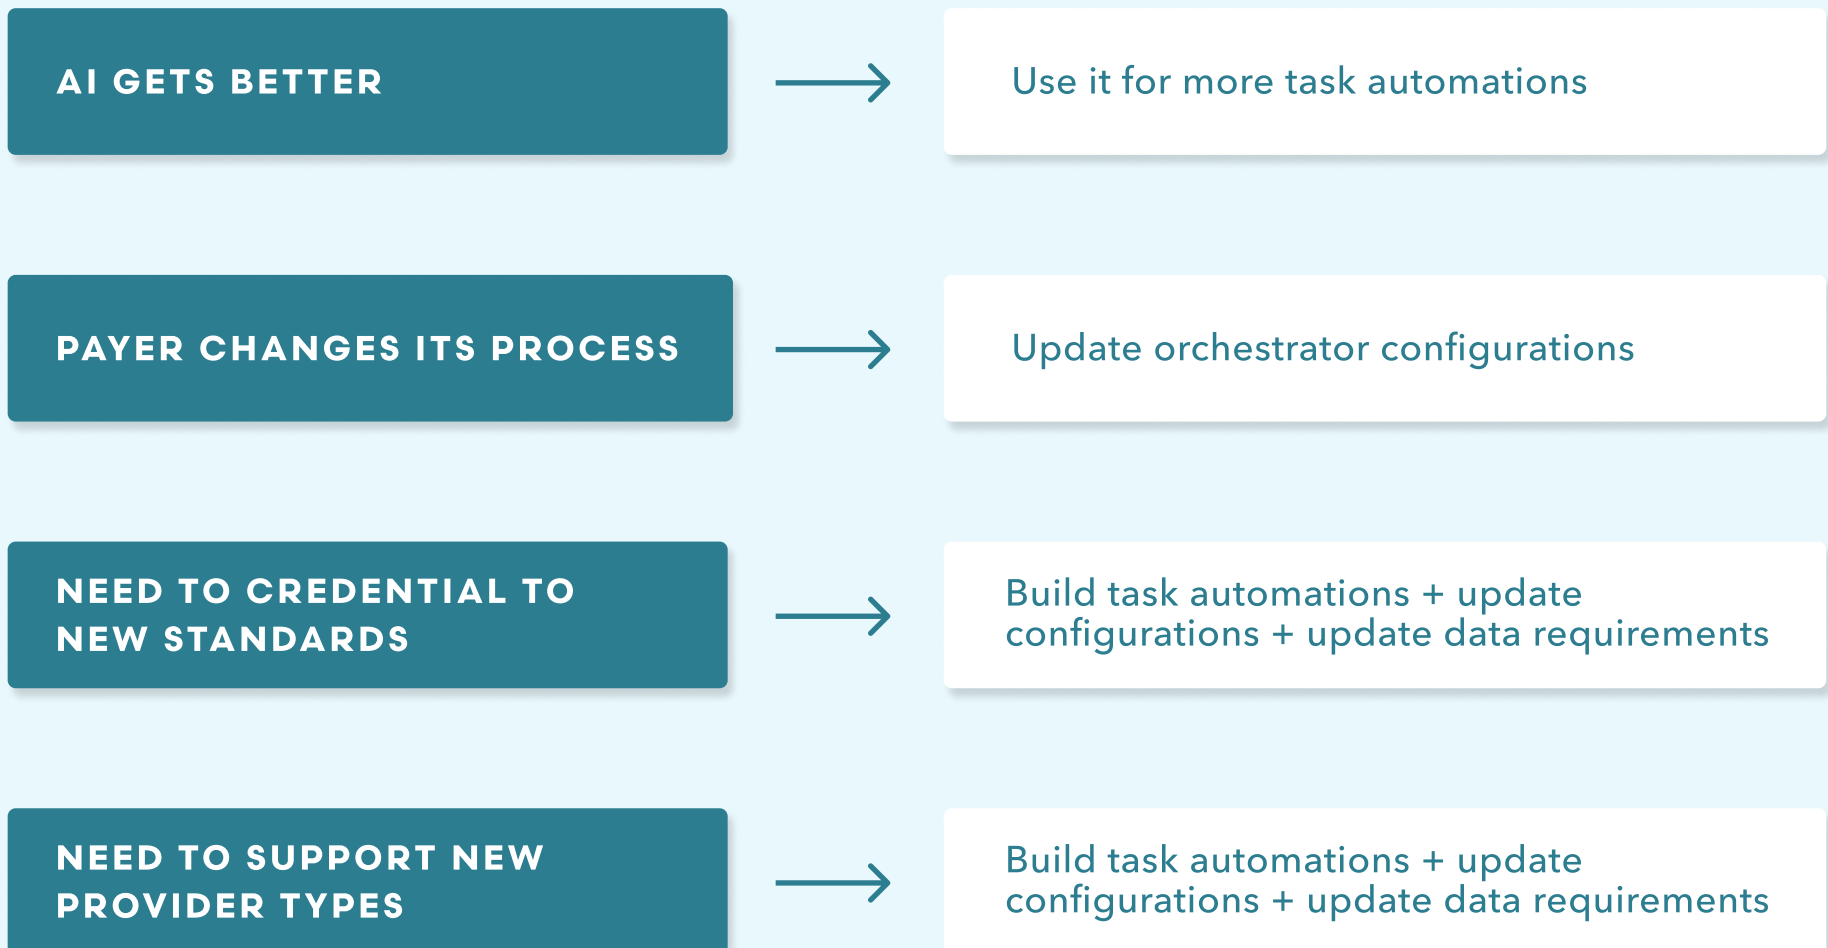 AI GETS BETTER
Use it for more task automations
PAYER CHANGES ITS PROCESS
Update orchestrator configurations
NEED TO CREDENTIAL TO
NEW STANDARDS
Build task automations + update
configurations + update data requirements
NEED TO SUPPORT NEW
PROVIDER TYPES
Build task automations + update
configurations + update data requirements